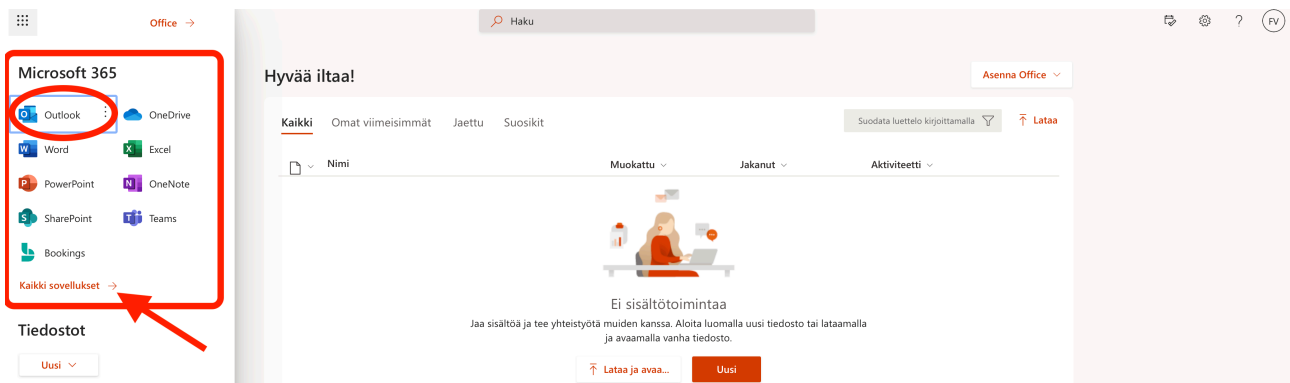 Office →
Haku
FV
Microsoft 365
Outlook
OneDrive
Word
Excel
PowerPoint
OneNote
SharePoint
Teams
Bookings
Kaikki sovellukset →
Tiedostot
Uusi
Hyvää iltaa!
Asenna Office
Kaikki Omat viimeisimmät Jaettu Suosikit
Suodata luettelo kirjoittamalla
Lataa
Nimi Muokattu Jakanut Aktiviteetti
Ei sisältötoimintaa
Jaa sisältöä ja tee yhteistyötä muiden kanssa. Aloita luomalla uusi tiedosto tai lataamalla
ja avaamalla vanha tiedosto.
Lataa ja avaa...
Uusi